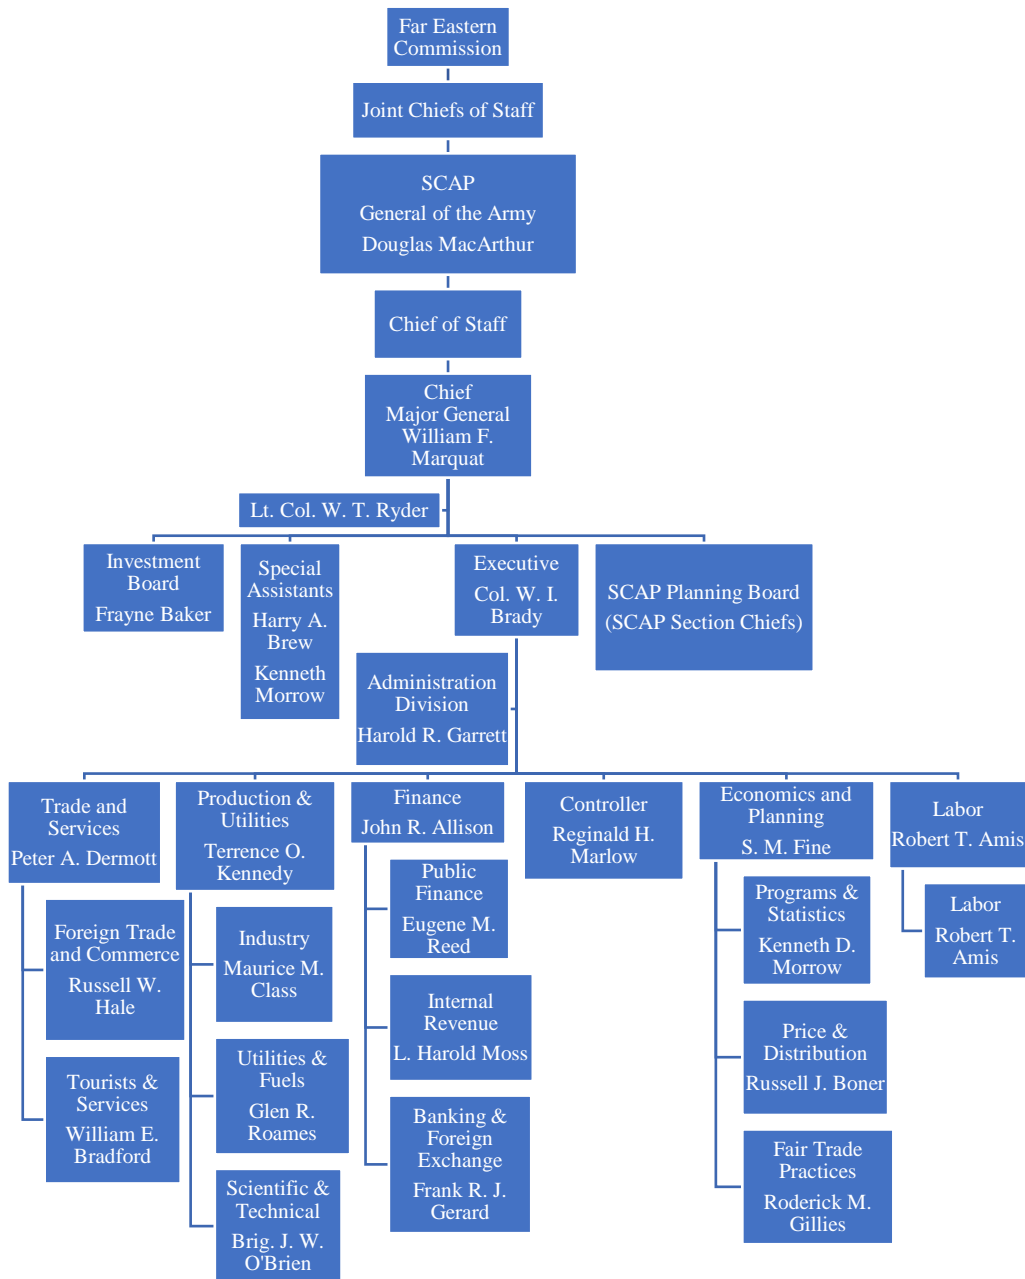 Far Eastern
Commission
Joint Chiefs of Staff
SCAP
General of the Army
Douglas MacArthur
Chief of Staff
Chief
Major General
William F.
Marquat
Lt. Col. W. T. Ryder
Investment
Board
Frayne Baker
Special
Assistants
Harry A.
Brew
Kenneth
Morrow
Executive
Col. W. I.
Brady
SCAP Planning Board
(SCAP Section Chiefs)
Administration
Division
Harold R. Garrett
Trade and
Services
Peter A. Dermott
Foreign Trade
and Commerce
Russell W.
Hale
Tourists &
Services
William E.
Bradford
Production &
Utilities
Terrence O.
Kennedy
Industry
Maurice M.
Class
Utilities &
Fuels
Glen R.
Roames
Scientific &
Technical
Brig. J. W.
O'Brien
Finance
John R. Allison
Public
Finance
Eugene M.
Reed
Internal
Revenue
L. Harold Moss
Banking &
Foreign
Exchange
Frank R. J.
Gerard
Controller
Reginald H.
Marlow
Economics and
Planning
S. M. Fine
Programs &
Statistics
Kenneth D.
Morrow
Price &
Distribution
Russell J. Boner
Fair Trade
Practices
Roderick M.
Gillies
Labor
Robert T. Amis
Labor
Robert T.
Amis